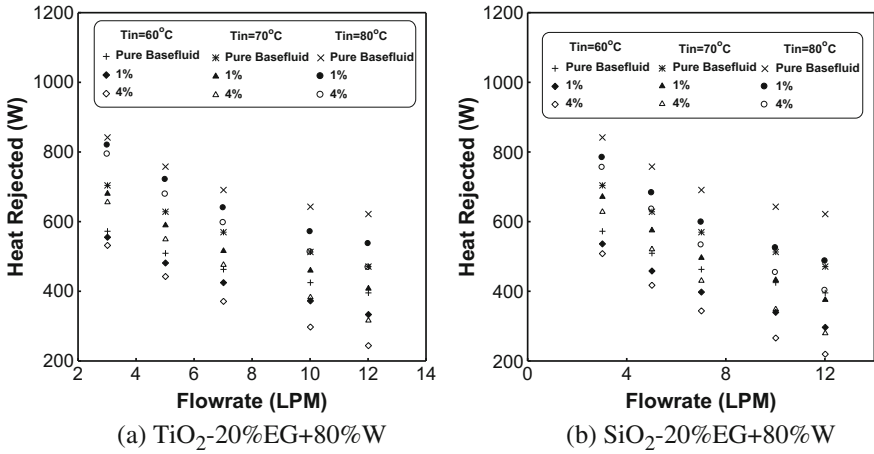 1200
1000
800
600
400
200
Heat Rejected (W)
Tin=60°C Tin=70°C Tin=80°C
Pure Basefluid Pure Basefluid Pure Basefluid
1% 1% 1%
4% 4% 4%
2 4 6 8 10 12 14
Flowrate (LPM)
(a) TiO₂-20%EG+80%W
1200
1000
800
600
400
200
Heat Rejected (W)
Tin=60°C Tin=70°C Tin=80°C
Pure Basefluid Pure Basefluid Pure Basefluid
1% 1% 1%
4% 4% 4%
0 4 8 12
Flowrate (LPM)
(b) SiO₂-20%EG+80%W